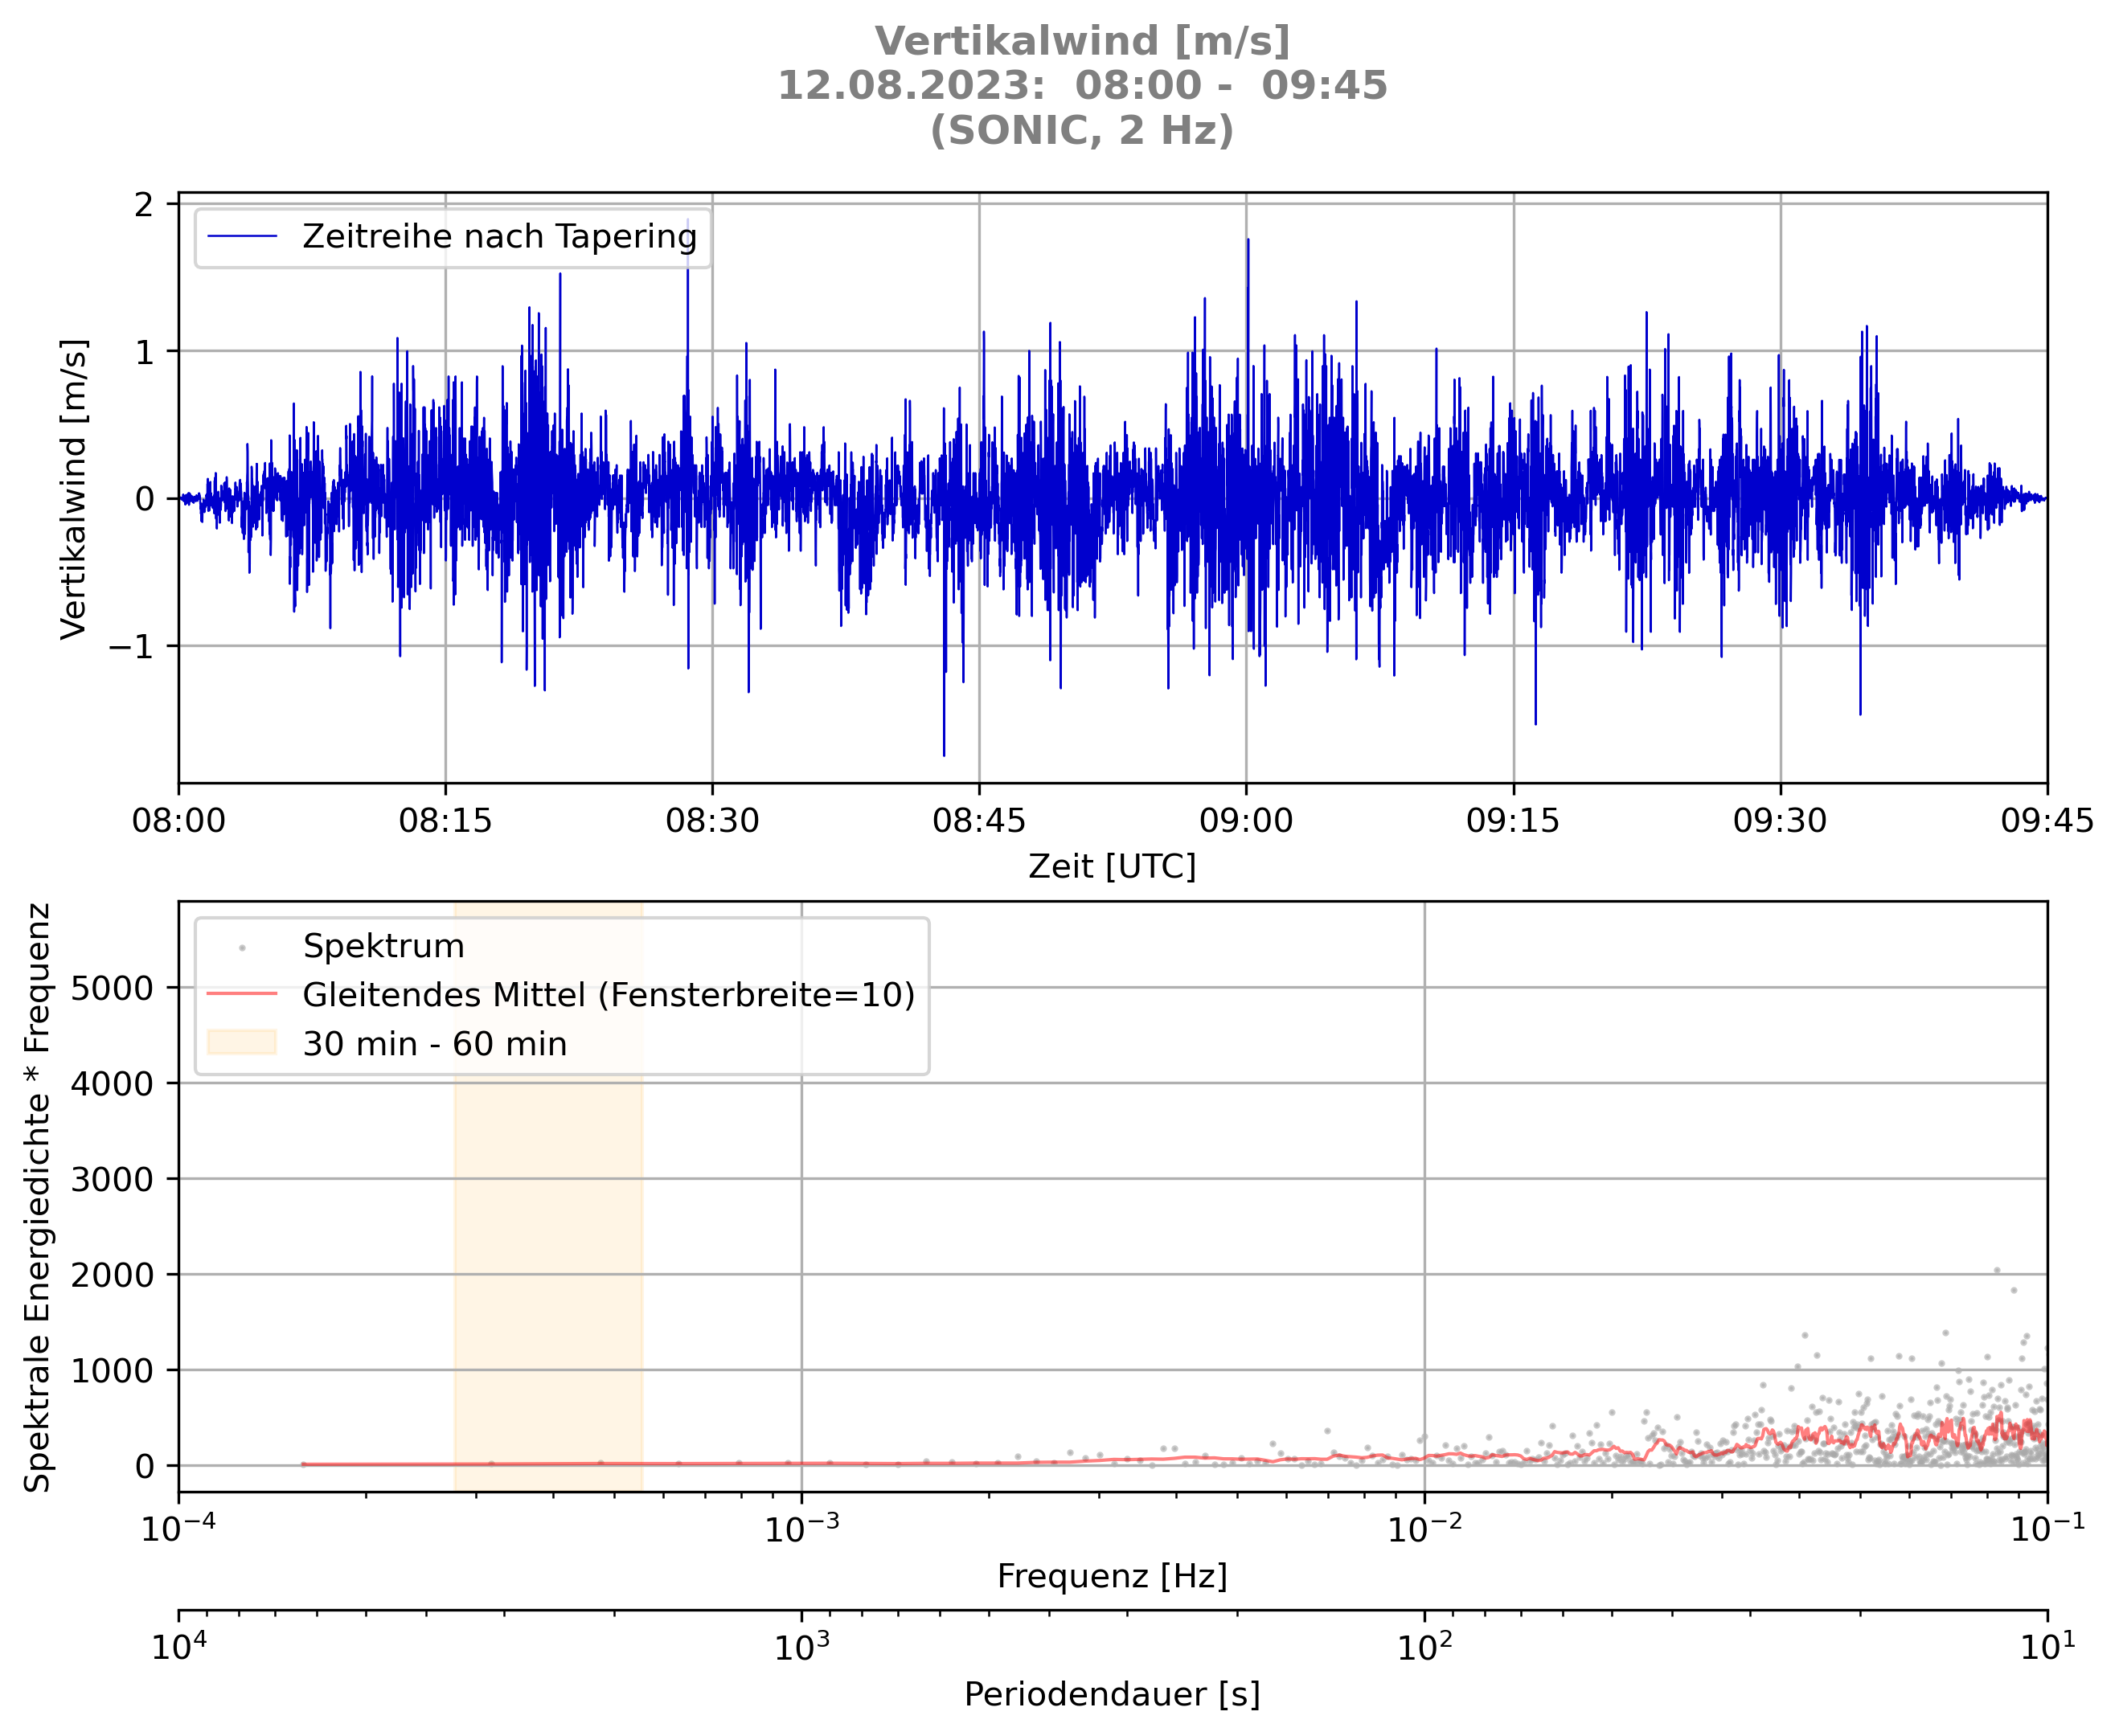 Vertikalwind [m/s]
12.08.2023:  08:00 -  09:45
(SONIC, 2 Hz)
Zeitreihe nach Tapering
Vertikalwind [m/s]
2
1
0
−1
08:00 08:15 08:30 08:45 09:00 09:15 09:30 09:45
Zeit [UTC]
Spektrum
Gleitendes Mittel (Fensterbreite=10)
30 min - 60 min
Spektrale Energiedichte * Frequenz
5000
4000
3000
2000
1000
0
10⁻⁴ 10⁻³ 10⁻² 10⁻¹
Frequenz [Hz]
10⁴ 10³ 10² 10¹
Periodendauer [s]